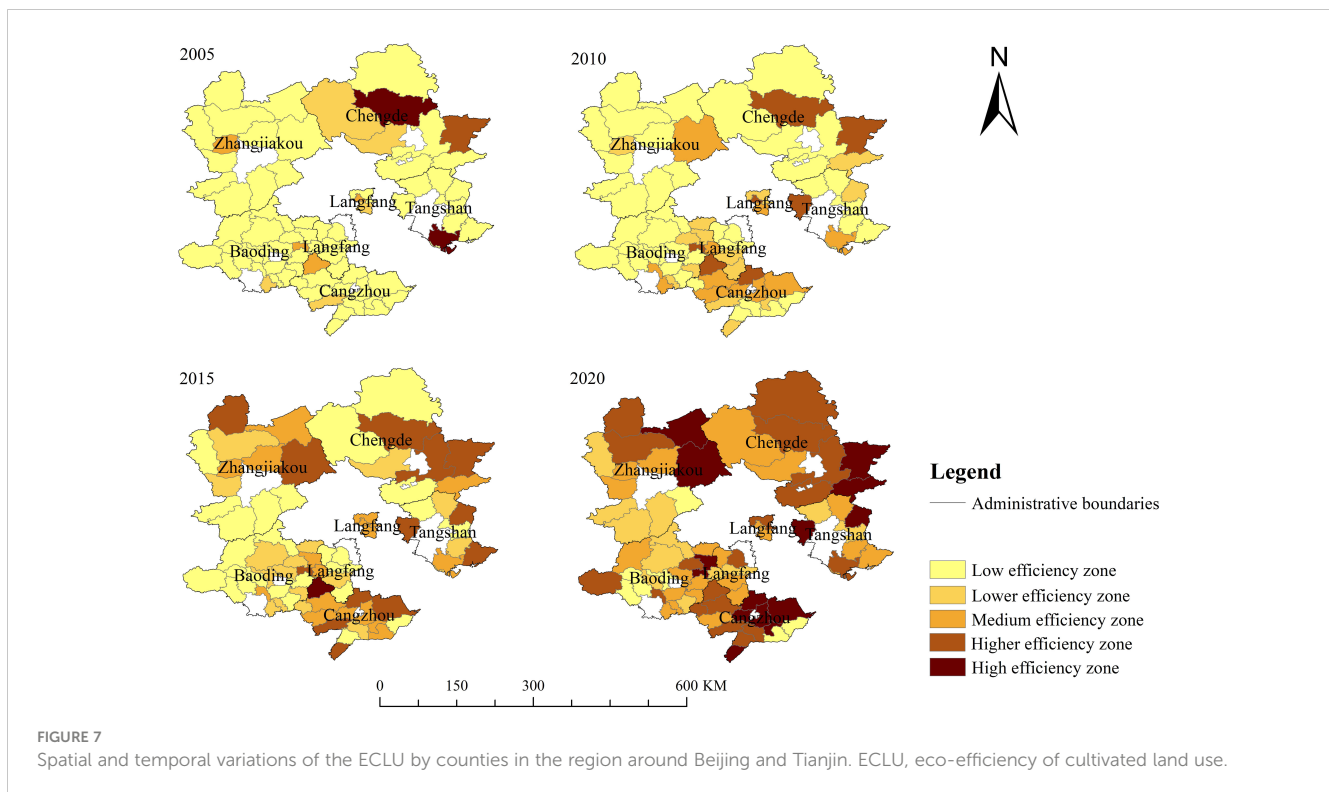 2005
Chengde
Zhangjiakou
Langfang
Tangshan
Baoding
Langfang
Cangzhou
2010
Chengde
Zhangjiakou
Langfang
Tangshan
Baoding
Langfang
Cangzhou
N
2015
Chengde
Zhangjiakou
Langfang
Tangshan
Baoding
Langfang
Cangzhou
2020
Chengde
Zhangjiakou
Langfang
Tangshan
Baoding
Langfang
Cangzhou
Legend
Administrative boundaries
Low efficiency zone
Lower efficiency zone
Medium efficiency zone
Higher efficiency zone
High efficiency zone
0 150 300 600 KM
FIGURE 7
Spatial and temporal variations of the ECLU by counties in the region around Beijing and Tianjin. ECLU, eco-efficiency of cultivated land use.